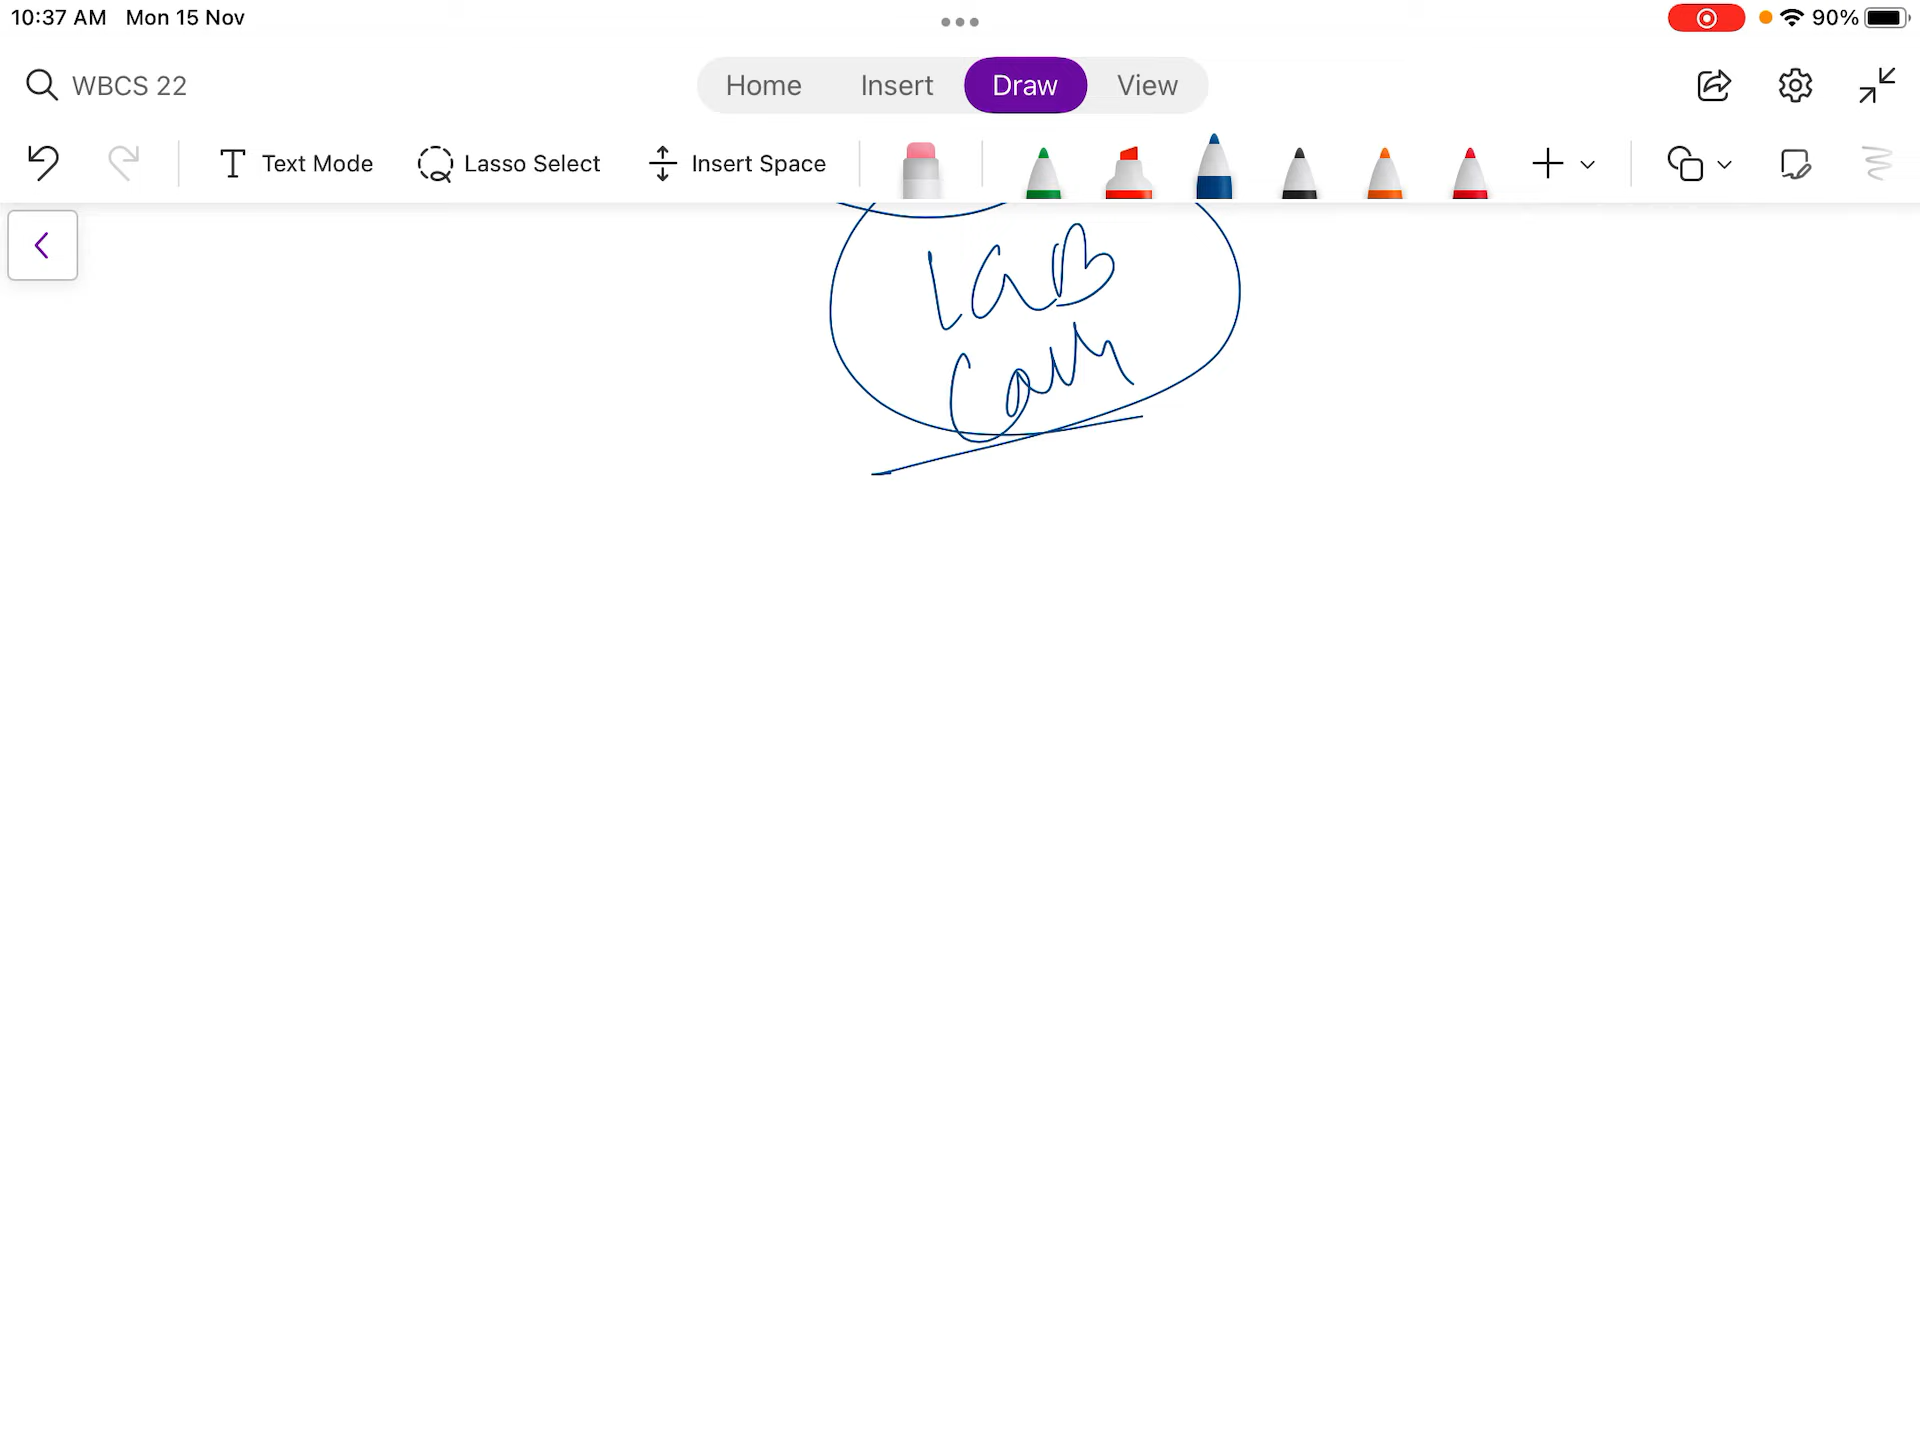 10:37 AM Mon 15 Nov
90%
WBCS 22
Home Insert Draw View
Text Mode Lasso Select Insert Space
LAB